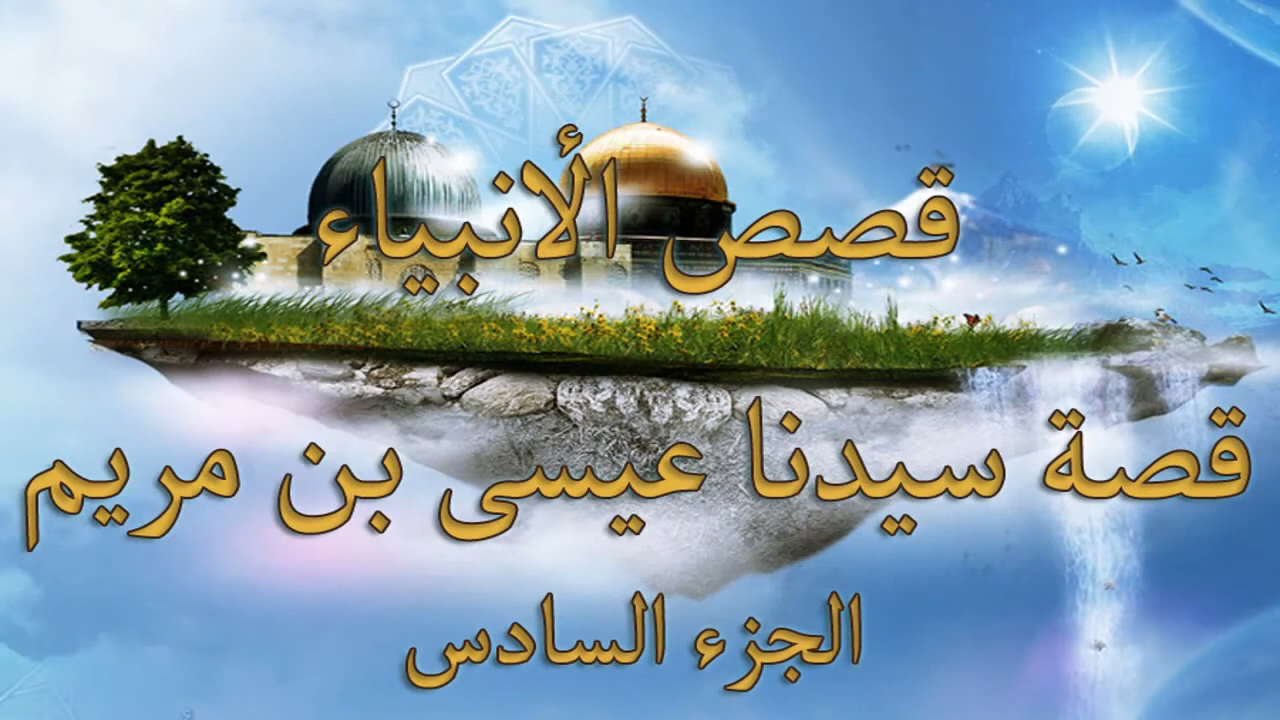 قصص الأنبياء
قصة سيدنا عيسى بن مريم
الجزء السادس